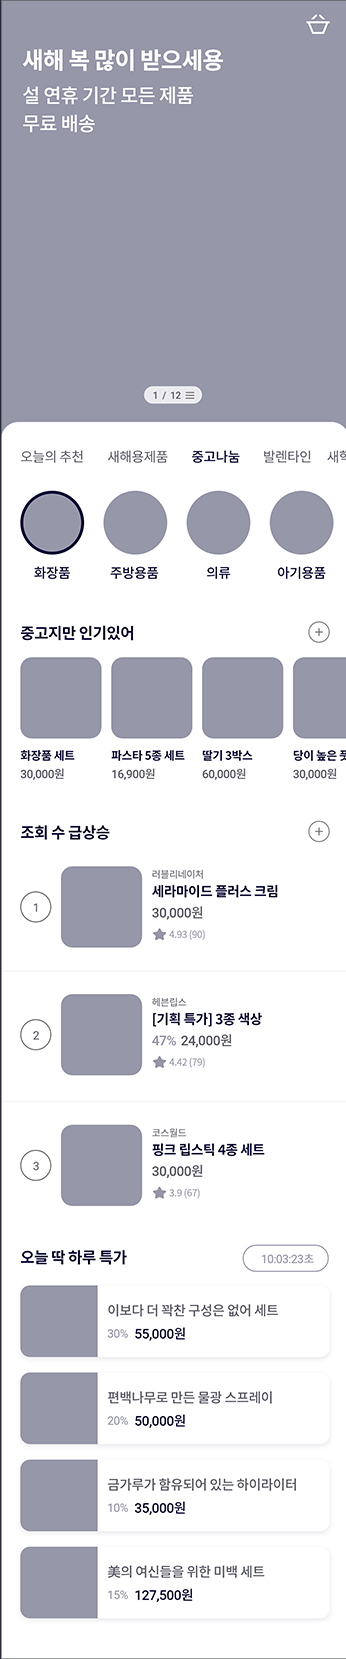 새해 복 많이 받으세용
설 연휴 기간 모든 제품
무료 배송
1 / 12
오늘의 추천 새해용제품 중고나눔 발렌타인
화장품 주방용품 의류 아기용품
중고지만 인기있어
화장품 세트 파스타 5종 세트 딸기 3박스 당이 높은
30,000원 16,900원 60,000원 30,000원
조회 수 급상승
러블리네이처
1 세라마이드 플러스 크림
30,000원
4.93 (90)
헤븐립스
2 [기획 특가] 3종 색상
47% 24,000원
4.42 (79)
코스월드
3 핑크 립스틱 4종 세트
30,000원
3.9 (67)
오늘 딱 하루 특가 10:03:23초
이보다 더 꽉찬 구성은 없어 세트
30% 55,000원
편백나무로 만든 물광 스프레이
20% 50,000원
금가루가 함유되어 있는 하이라이터
10% 35,000원
美의 여신들을 위한 미백 세트
15% 127,500원